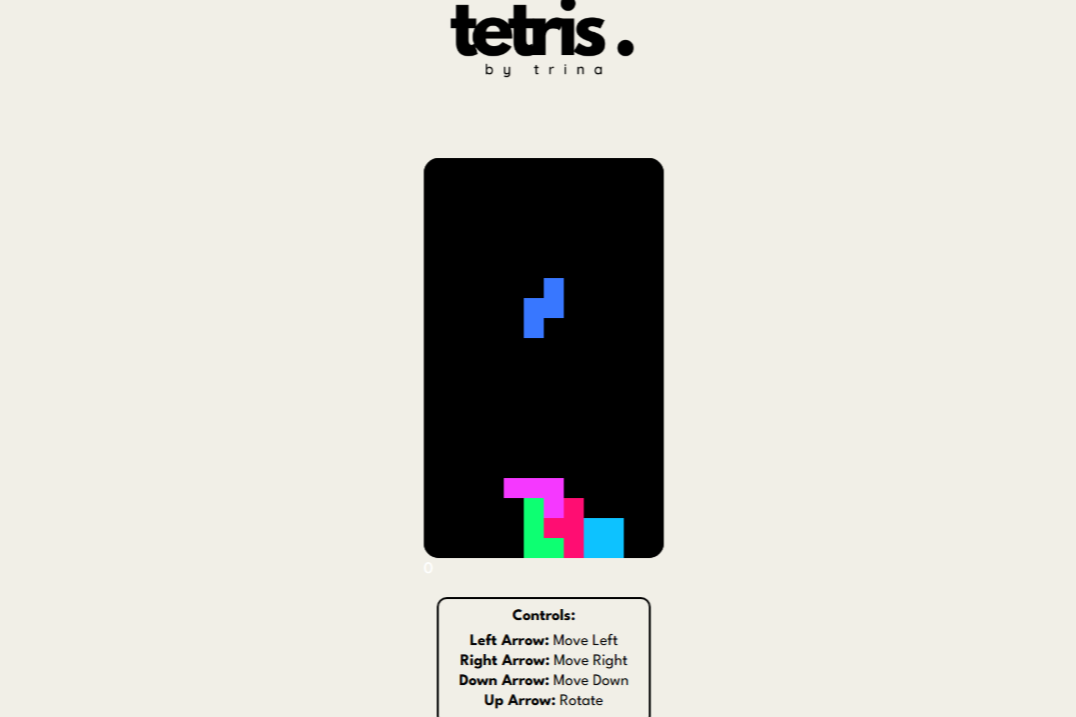 tetris.
by trina
0
Controls:
Left Arrow: Move Left
Right Arrow: Move Right
Down Arrow: Move Down
Up Arrow: Rotate